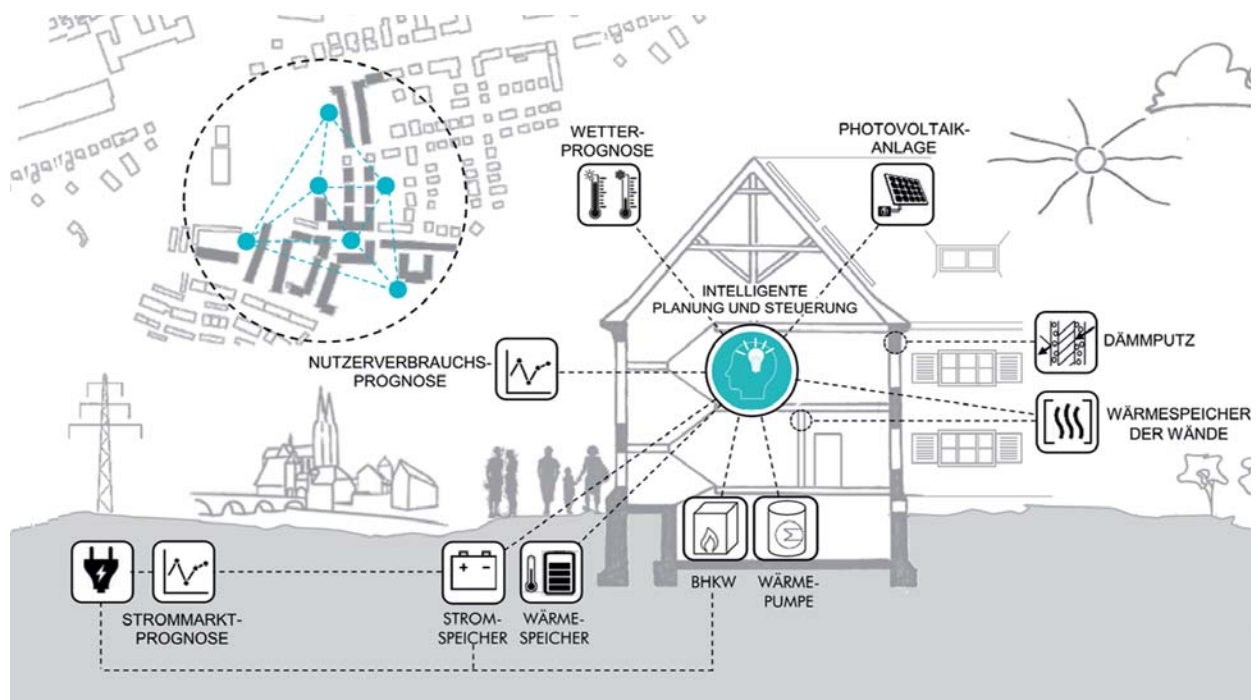 WETTER-
PROGNOSE
PHOTOVOLTAIK-
ANLAGE
INTELLIGENTE
PLANUNG UND STEUERUNG
NUTZERVERBRAUCHS-
PROGNOSE
DÄMMPUTZ
WÄRMESPEICHER
DER WÄNDE
STROMMARKT-
PROGNOSE
STROM-
SPEICHER
WÄRME-
SPEICHER
BHKW
WÄRME-
PUMPE